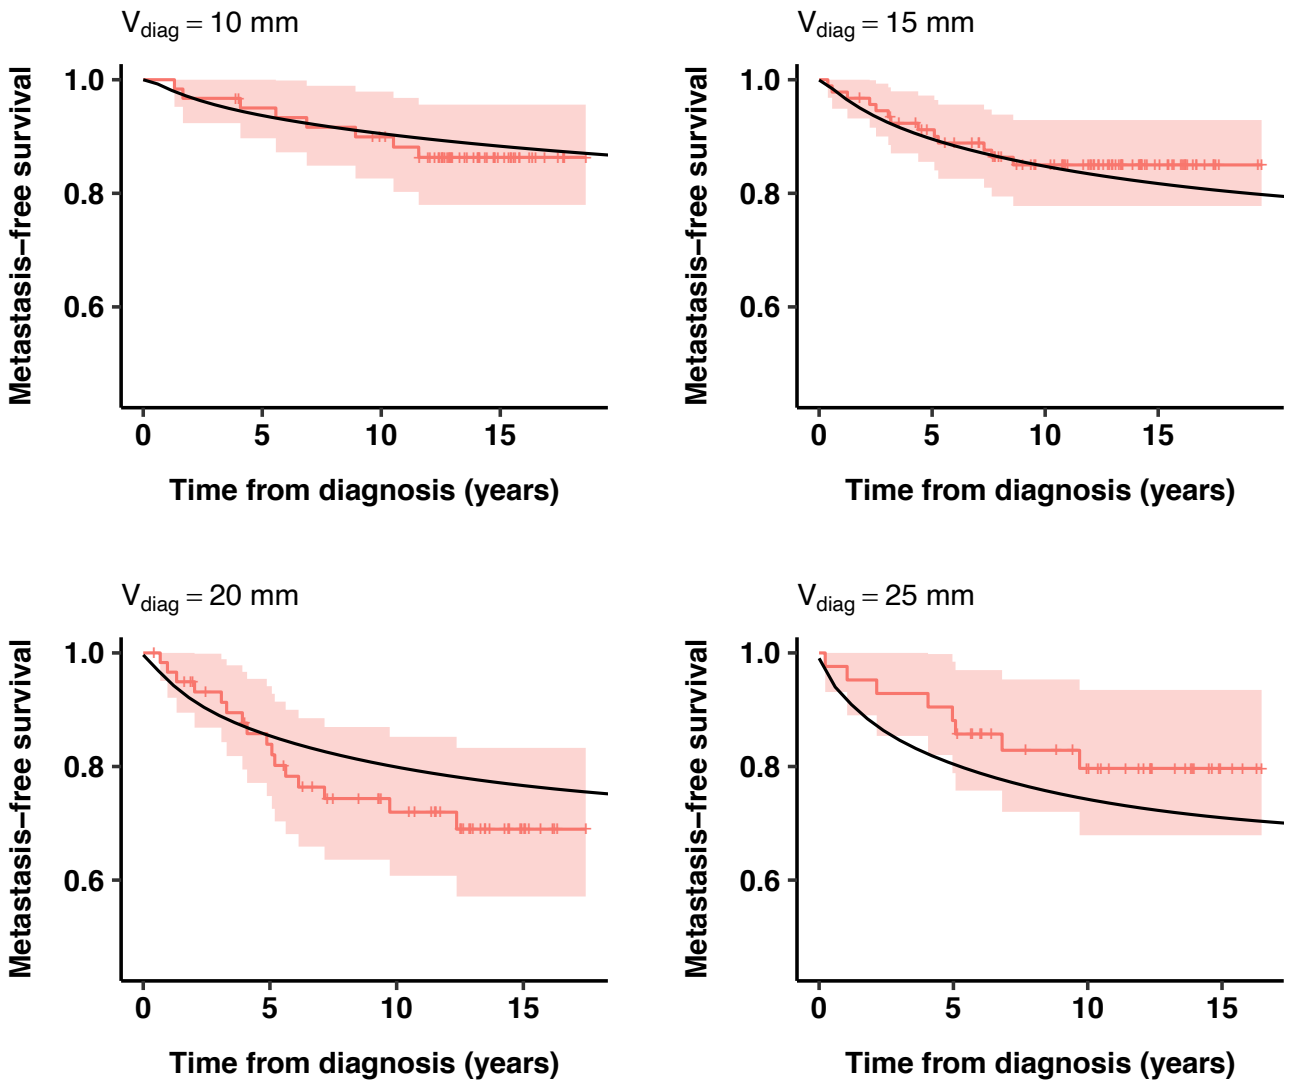 V_diag = 10 mm
Metastasis−free survival
1.0
0.8
0.6
0 5 10 15
Time from diagnosis (years)
V_diag = 15 mm
Metastasis−free survival
1.0
0.8
0.6
0 5 10 15
Time from diagnosis (years)
V_diag = 20 mm
Metastasis−free survival
1.0
0.8
0.6
0 5 10 15
Time from diagnosis (years)
V_diag = 25 mm
Metastasis−free survival
1.0
0.8
0.6
0 5 10 15
Time from diagnosis (years)